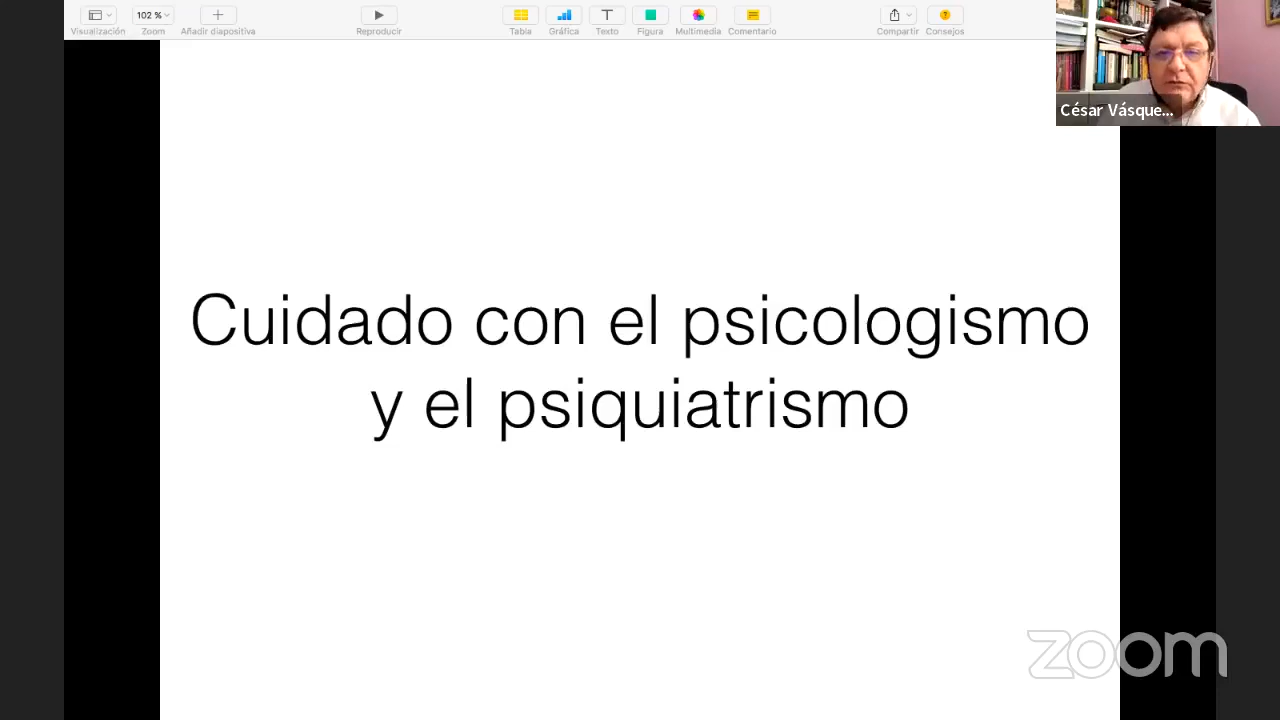 102 %
Visualización
Zoom
Añadir diapositiva
Reproducir
Tabla
Gráfica
Texto
Figura
Multimedia
Comentario
Compartir
Consejos
César Vásque...
Cuidado con el psicologismo
y el psiquiatrismo
zoom